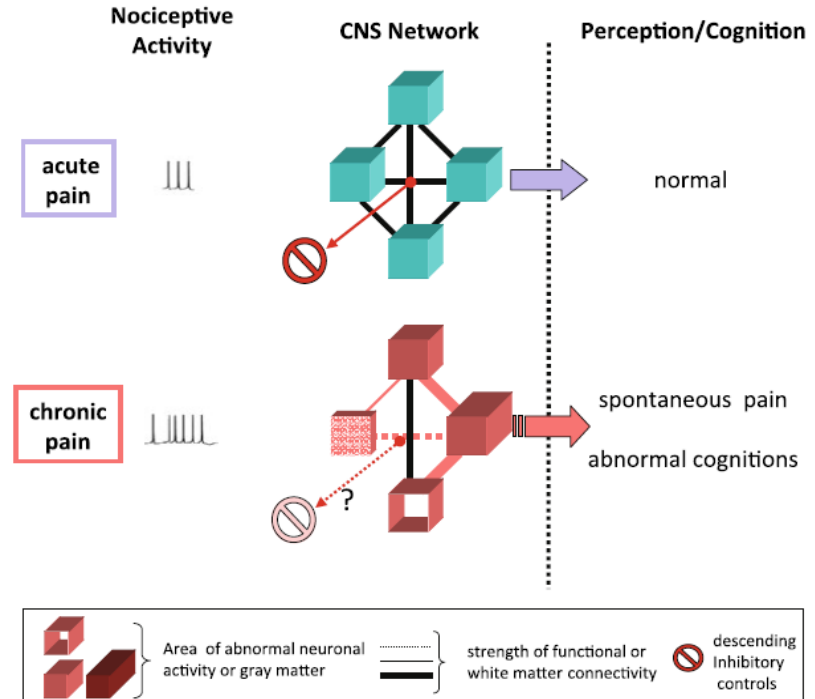 Nociceptive
Activity
CNS Network
Perception/Cognition
acute
pain
normal
chronic
pain
?
spontaneous pain
abnormal cognitions
Area of abnormal neuronal
activity or gray matter
strength of functional or
white matter connectivity
descending
Inhibitory
controls